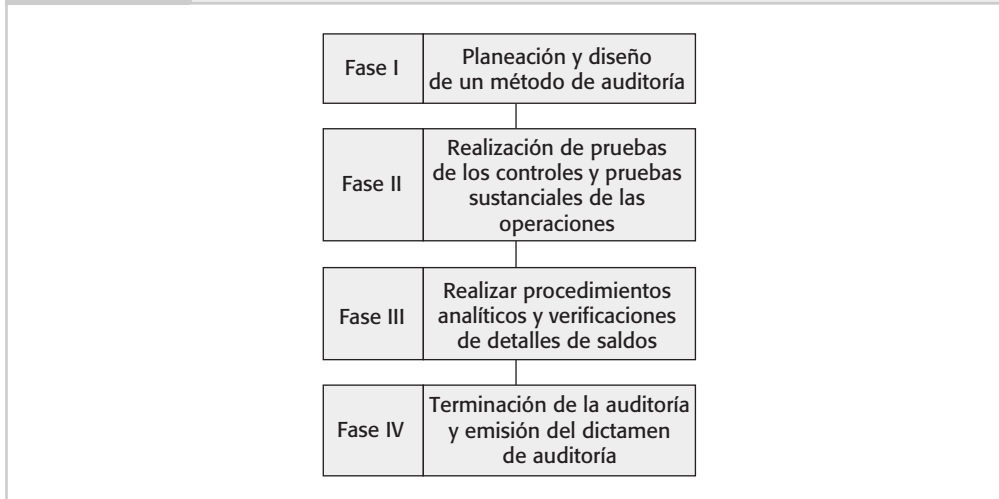 Fase I
Planeación y diseño
de un método de auditoría
Fase II
Realización de pruebas
de los controles y pruebas
sustanciales de las
operaciones
Fase III
Realizar procedimientos
analíticos y verificaciones
de detalles de saldos
Fase IV
Terminación de la auditoría
y emisión del dictamen
de auditoría